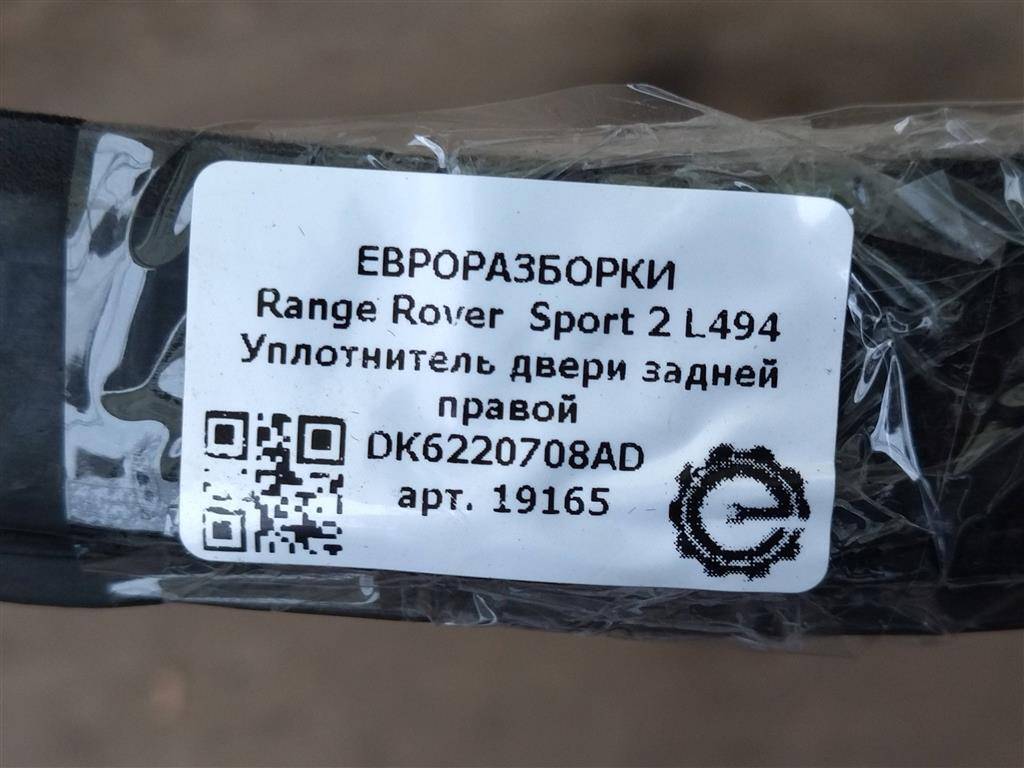 ЕВРОРАЗБОРКИ
Range Rover Sport 2 L494
Уплотнитель двери задней
правой
DK6220708AD
арт. 19165